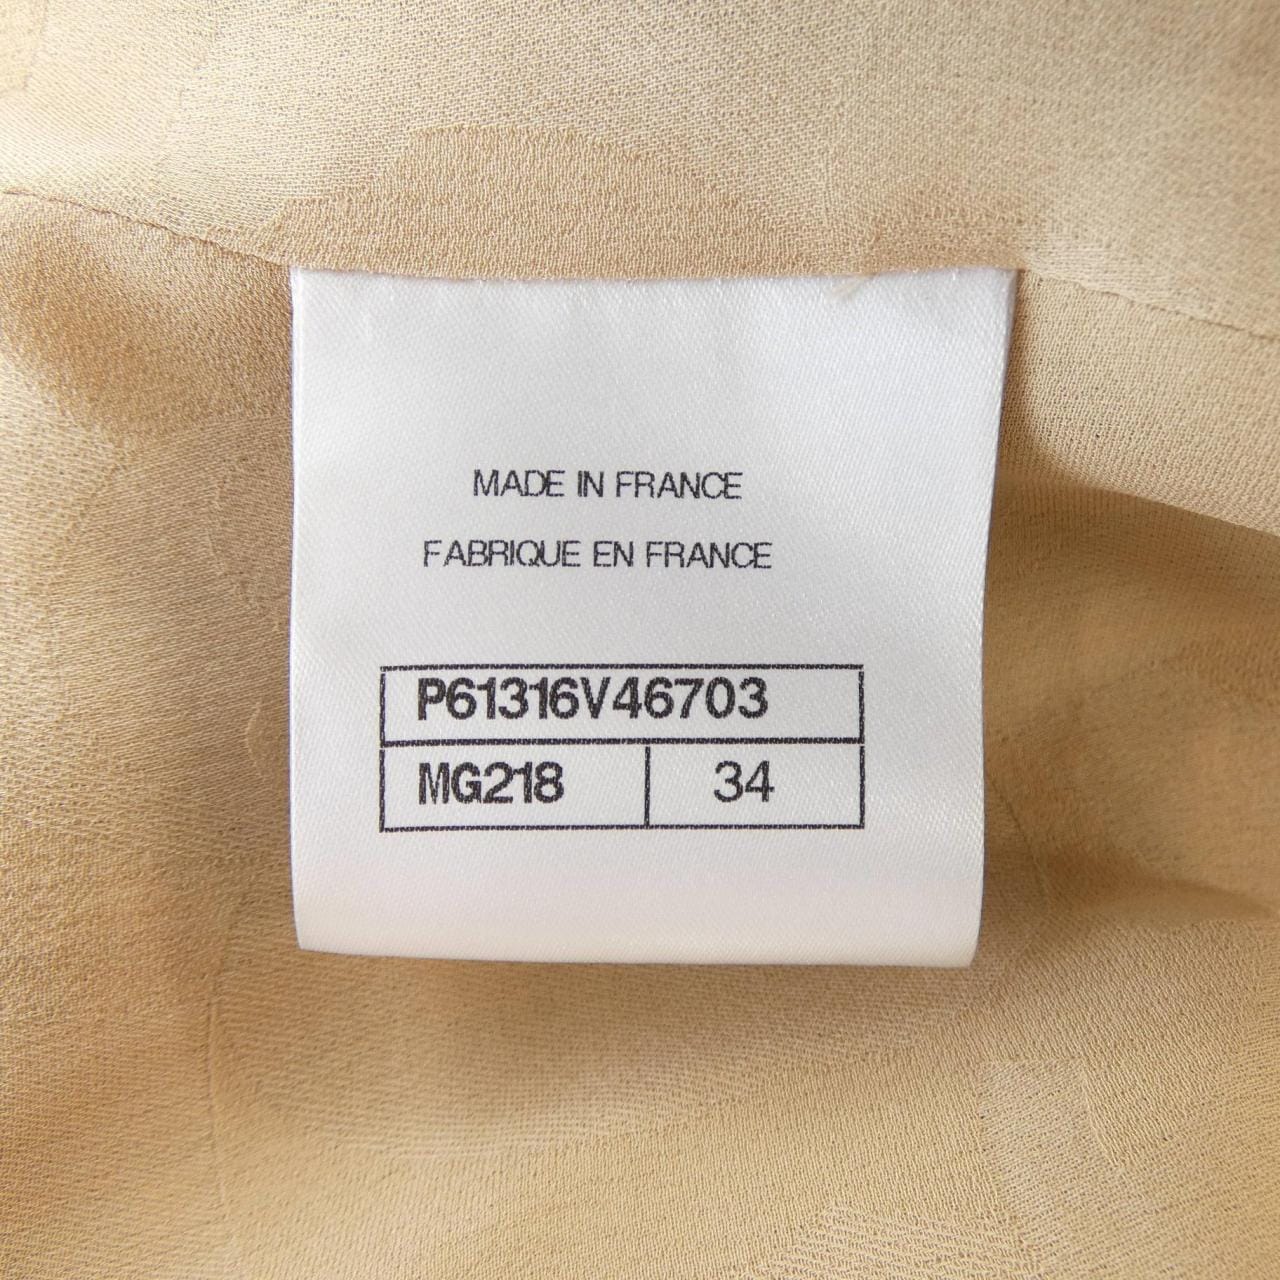 MADE IN FRANCE
FABRIQUE EN FRANCE
P61316V46703
MG218 34